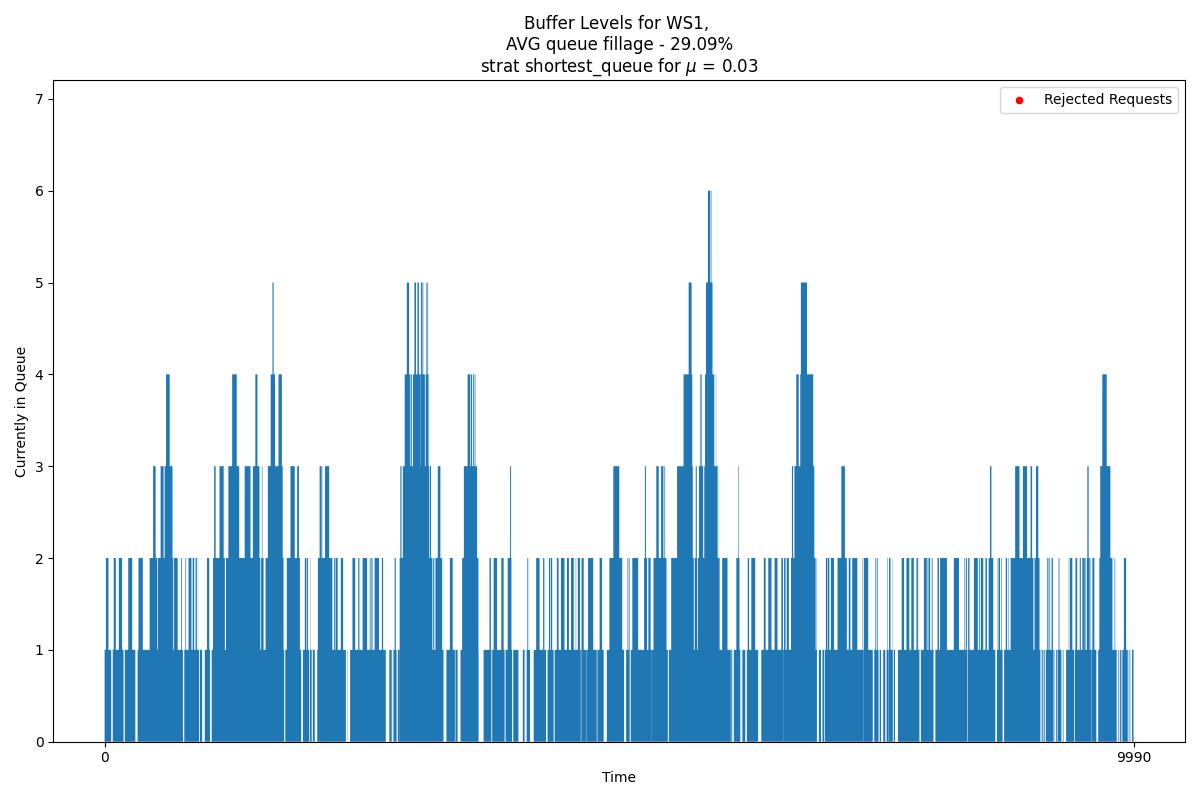 Buffer Levels for WS1,
AVG queue fillage - 29.09%
strat shortest_queue for μ = 0.03
Rejected Requests
7
6
5
4
3
2
1
0
Currently in Queue
0 9990
Time